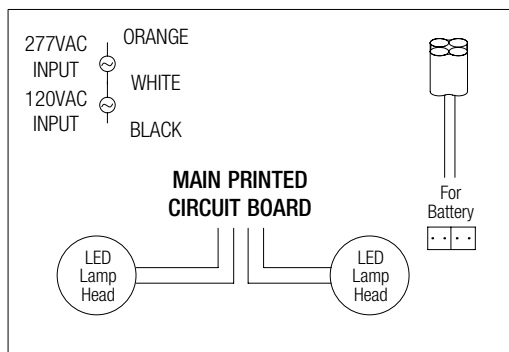 277VAC
INPUT
120VAC
INPUT
ORANGE
WHITE
BLACK
MAIN PRINTED
CIRCUIT BOARD
For
Battery
LED
Lamp
Head
LED
Lamp
Head